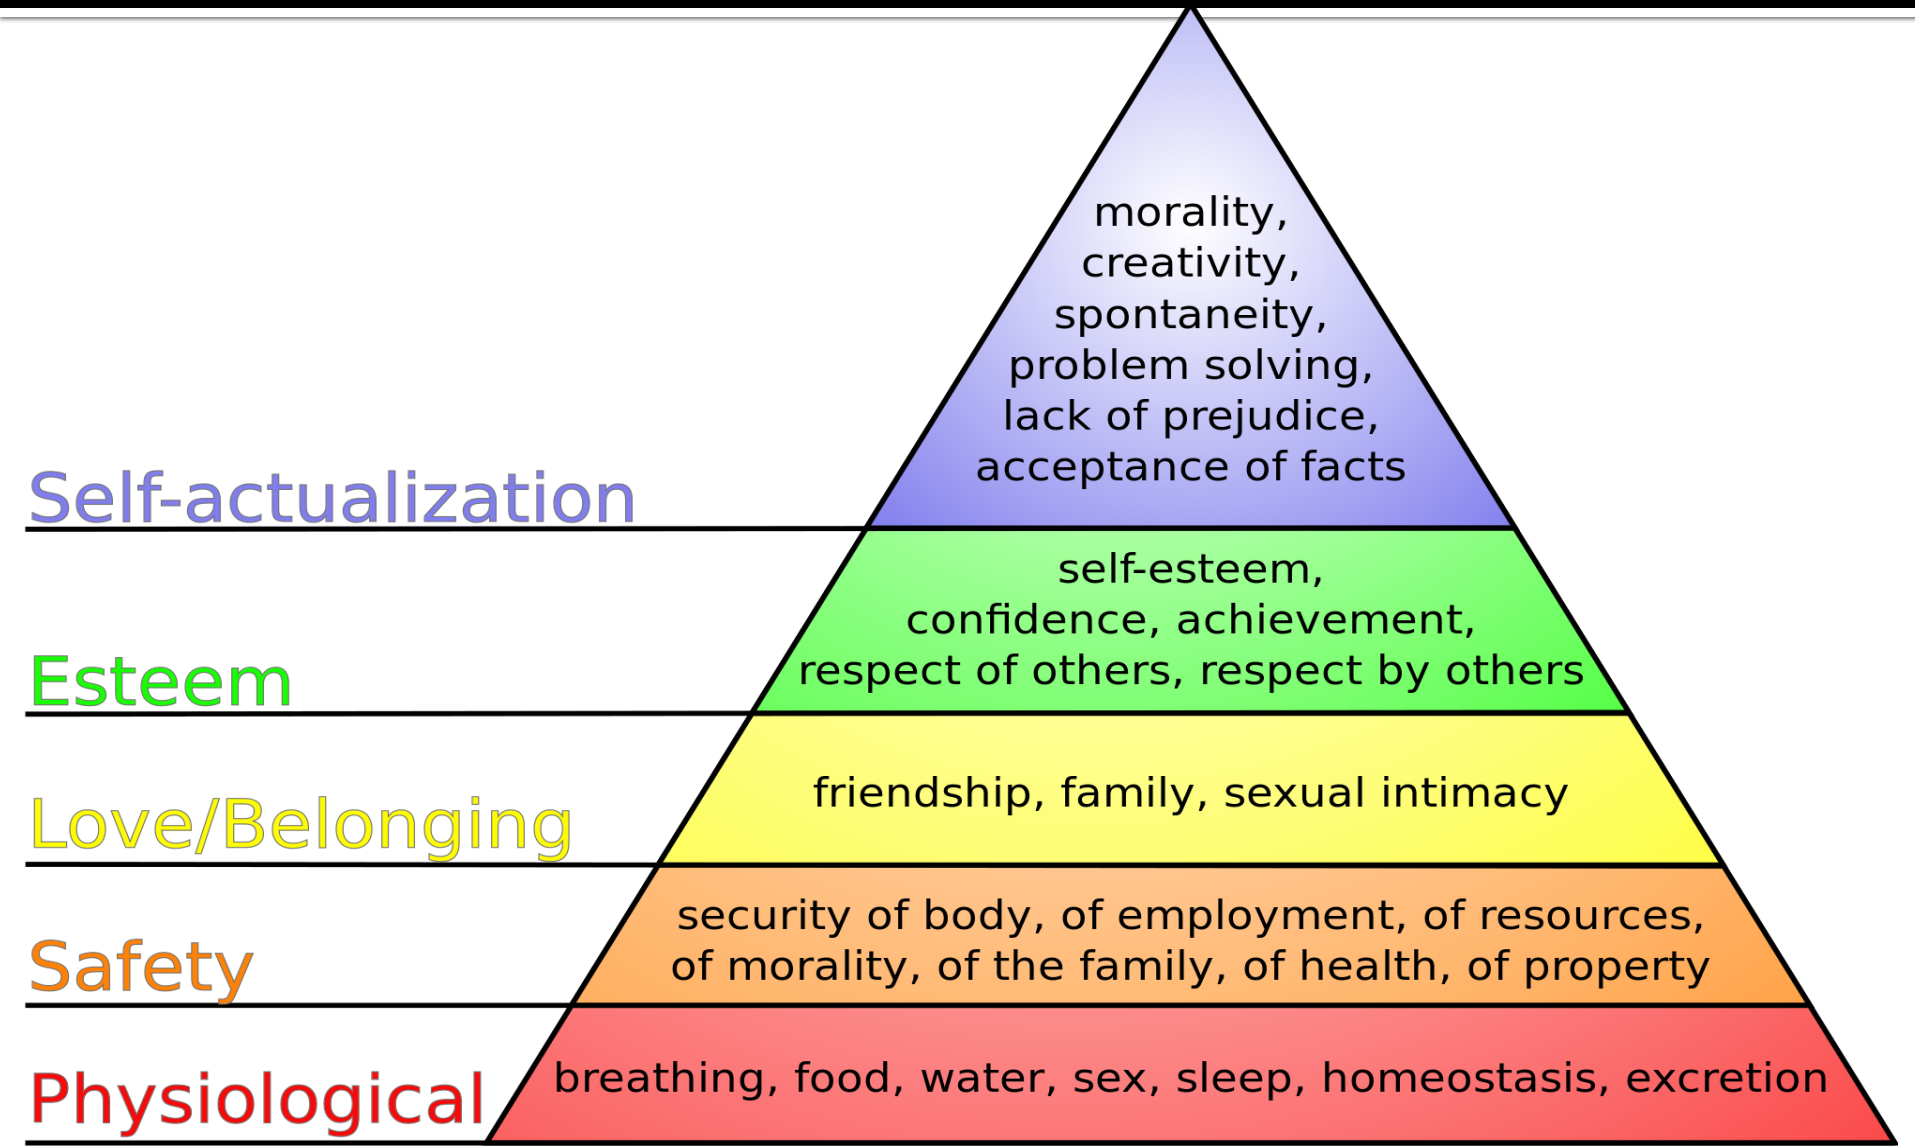 morality,
creativity,
spontaneity,
problem solving,
lack of prejudice,
acceptance of facts
Self-actualization
self-esteem,
confidence, achievement,
respect of others, respect by others
Esteem
friendship, family, sexual intimacy
Love/Belonging
security of body, of employment, of resources,
of morality, of the family, of health, of property
Safety
breathing, food, water, sex, sleep, homeostasis, excretion
Physiological